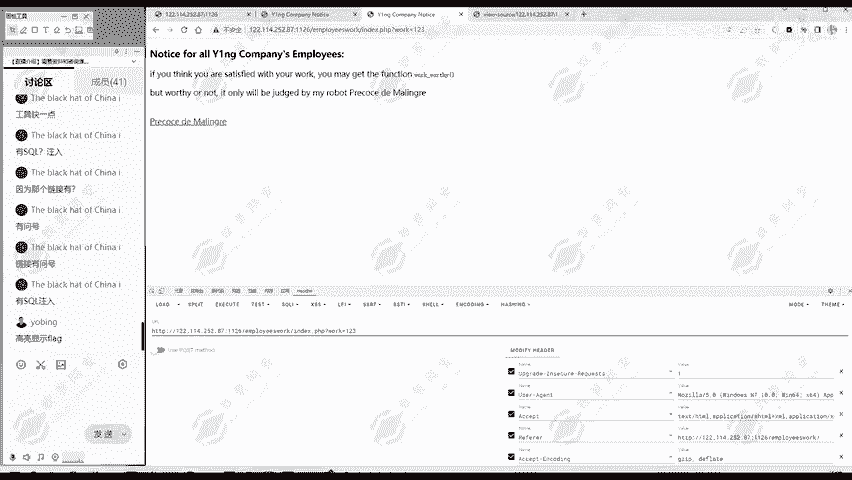 讨论区
成员(41)
The black hat of China i
工具快一点
The black hat of China i
有SQL？注入
The black hat of China i
因为那个链接有？
The black hat of China i
有问号
The black hat of China i
链接有问号
The black hat of China i
有SQL注入
yobing
高亮显示flag
发送
122.114.252.87:1126
Y1ng Company Notice
Y1ng Company Notice
view-source:122.114.252.87:1
不安全
122.114.252.87:1126/employeeswork/index.php?work=123
Notice for all Y1ng Company's Employees:
if you think you are satisfied with your work, you may get the function work_worthy()
but worthy or not, it only will be judged by my robot Precoce de Malingre
Precoce de Malingre
LOAD
SPLIT
EXECUTE
TEST
SQLI
XSS
LFI
SSRF
SSTI
SHELL
ENCODING
HASHING
MODE
THEME
URL
http://122.114.252.87:1126/employeeswork/index.php?work=123
Use POST method
MODIFY HEADER
Name
Value
Upgrade-Insecure-Requests
1
Name
Value
User-Agent
Mozilla/5.0 (Windows NT 10.0; Win64; x64) App
Name
Value
Accept
text/html,application/xhtml+xml,application/x
Name
Value
Referer
http://122.114.252.87:1126/employeeswork/
Name
Value
Accept-Encoding
gzip, deflate